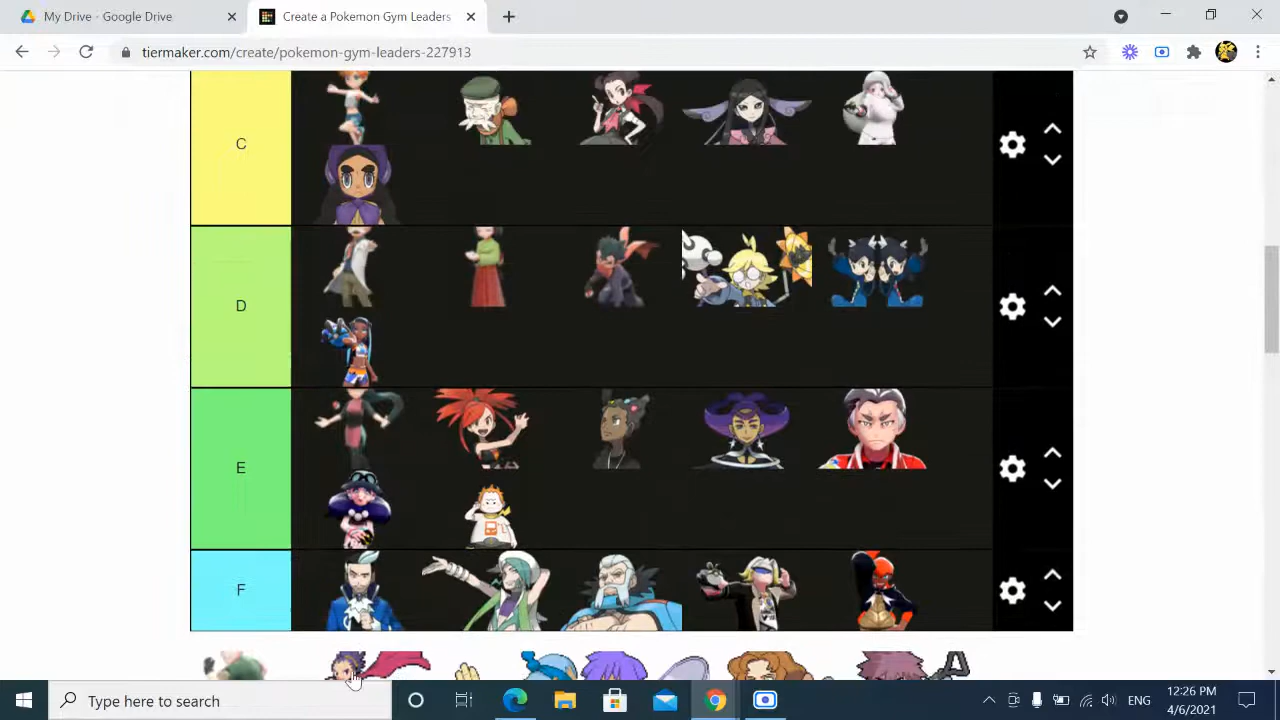 My Drive - Google Drive
Create a Pokemon Gym Leaders
tiermaker.com/create/pokemon-gym-leaders-227913
C
D
E
F
Type here to search
ENG
12:26 PM
4/6/2021